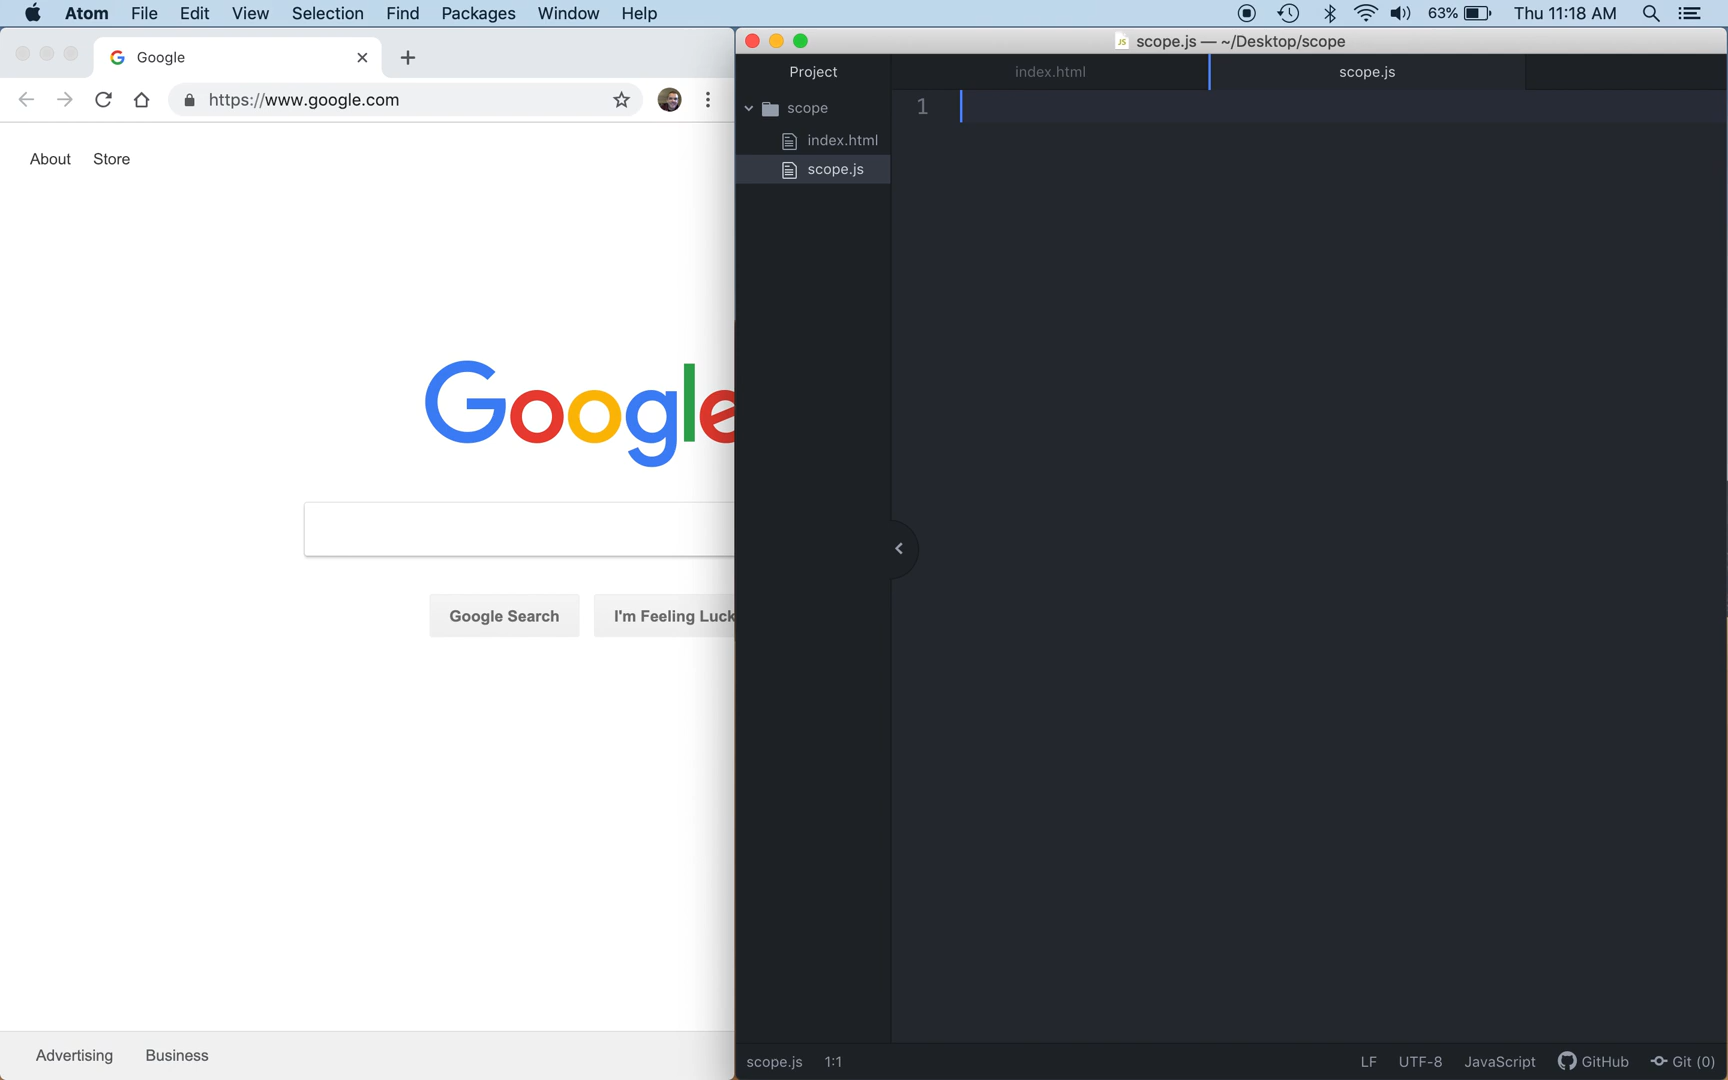 Atom File Edit View Selection Find Packages Window Help 63% Thu 11:18 AM
Google
https://www.google.com
About Store
Google
Google Search I'm Feeling Luck
Advertising Business
scope.js — ~/Desktop/scope
Project index.html scope.js
scope
index.html
scope.js
1
scope.js 1:1 LF UTF-8 JavaScript GitHub Git (0)